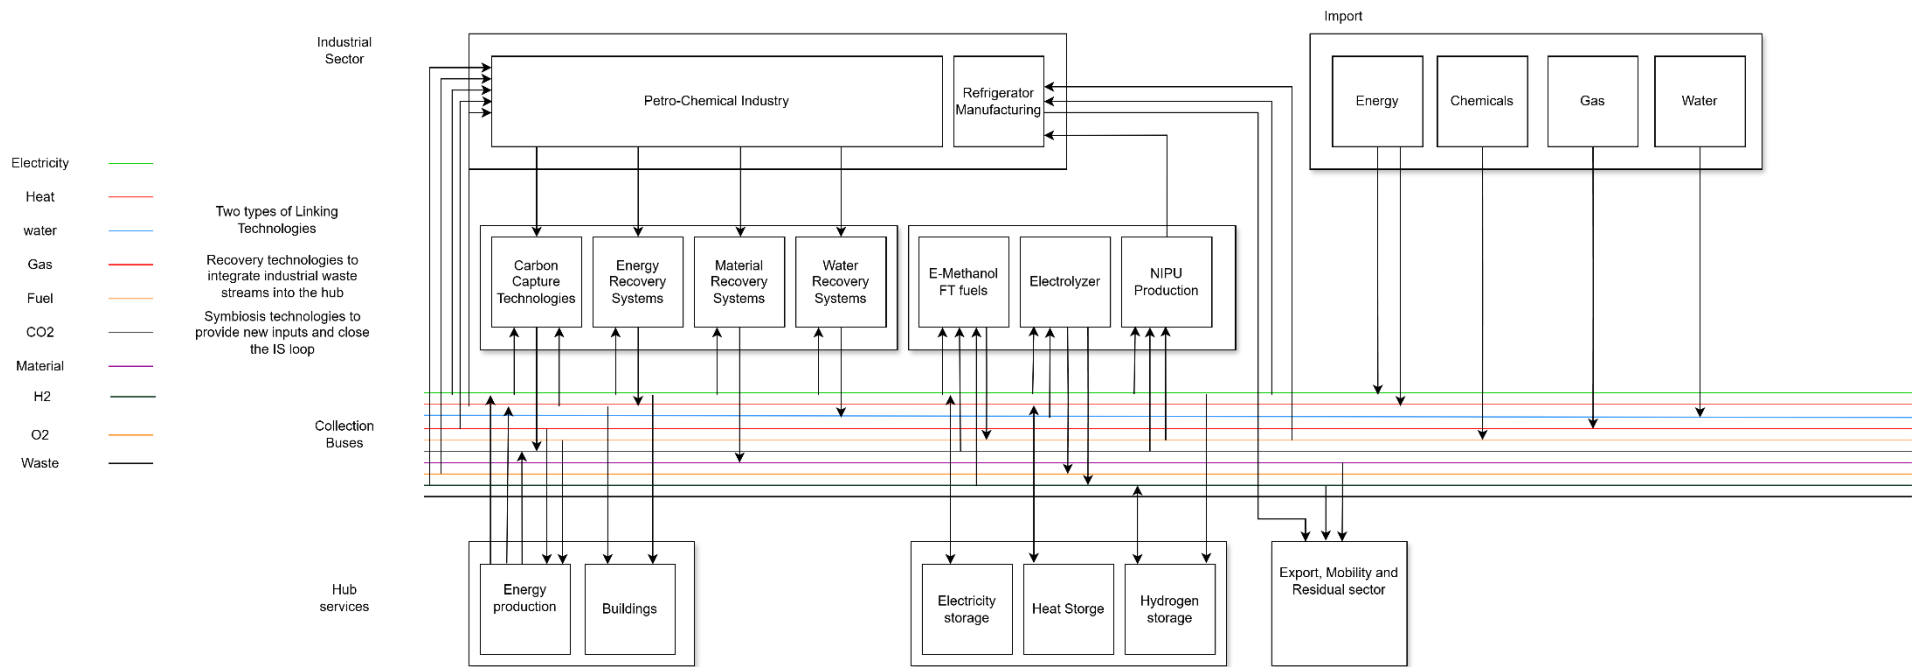 Import
Industrial
Sector
Petro-Chemical Industry
Refrigerator
Manufacturing
Energy
Chemicals
Gas
Water
Electricity
Heat
water
Gas
Fuel
CO2
Material
H2
O2
Waste
Two types of Linking
Technologies
Recovery technologies to
integrate industrial waste
streams into the hub
Symbiosis technologies to
provide new inputs and close
the IS loop
Carbon
Capture
Technologies
Energy
Recovery
Systems
Material
Recovery
Systems
Water
Recovery
Systems
E-Methanol
FT fuels
Electrolyzer
NIPU
Production
Collection
Buses
Hub
services
Energy
production
Buildings
Electricity
storage
Heat Storge
Hydrogen
storage
Export, Mobility and
Residual sector